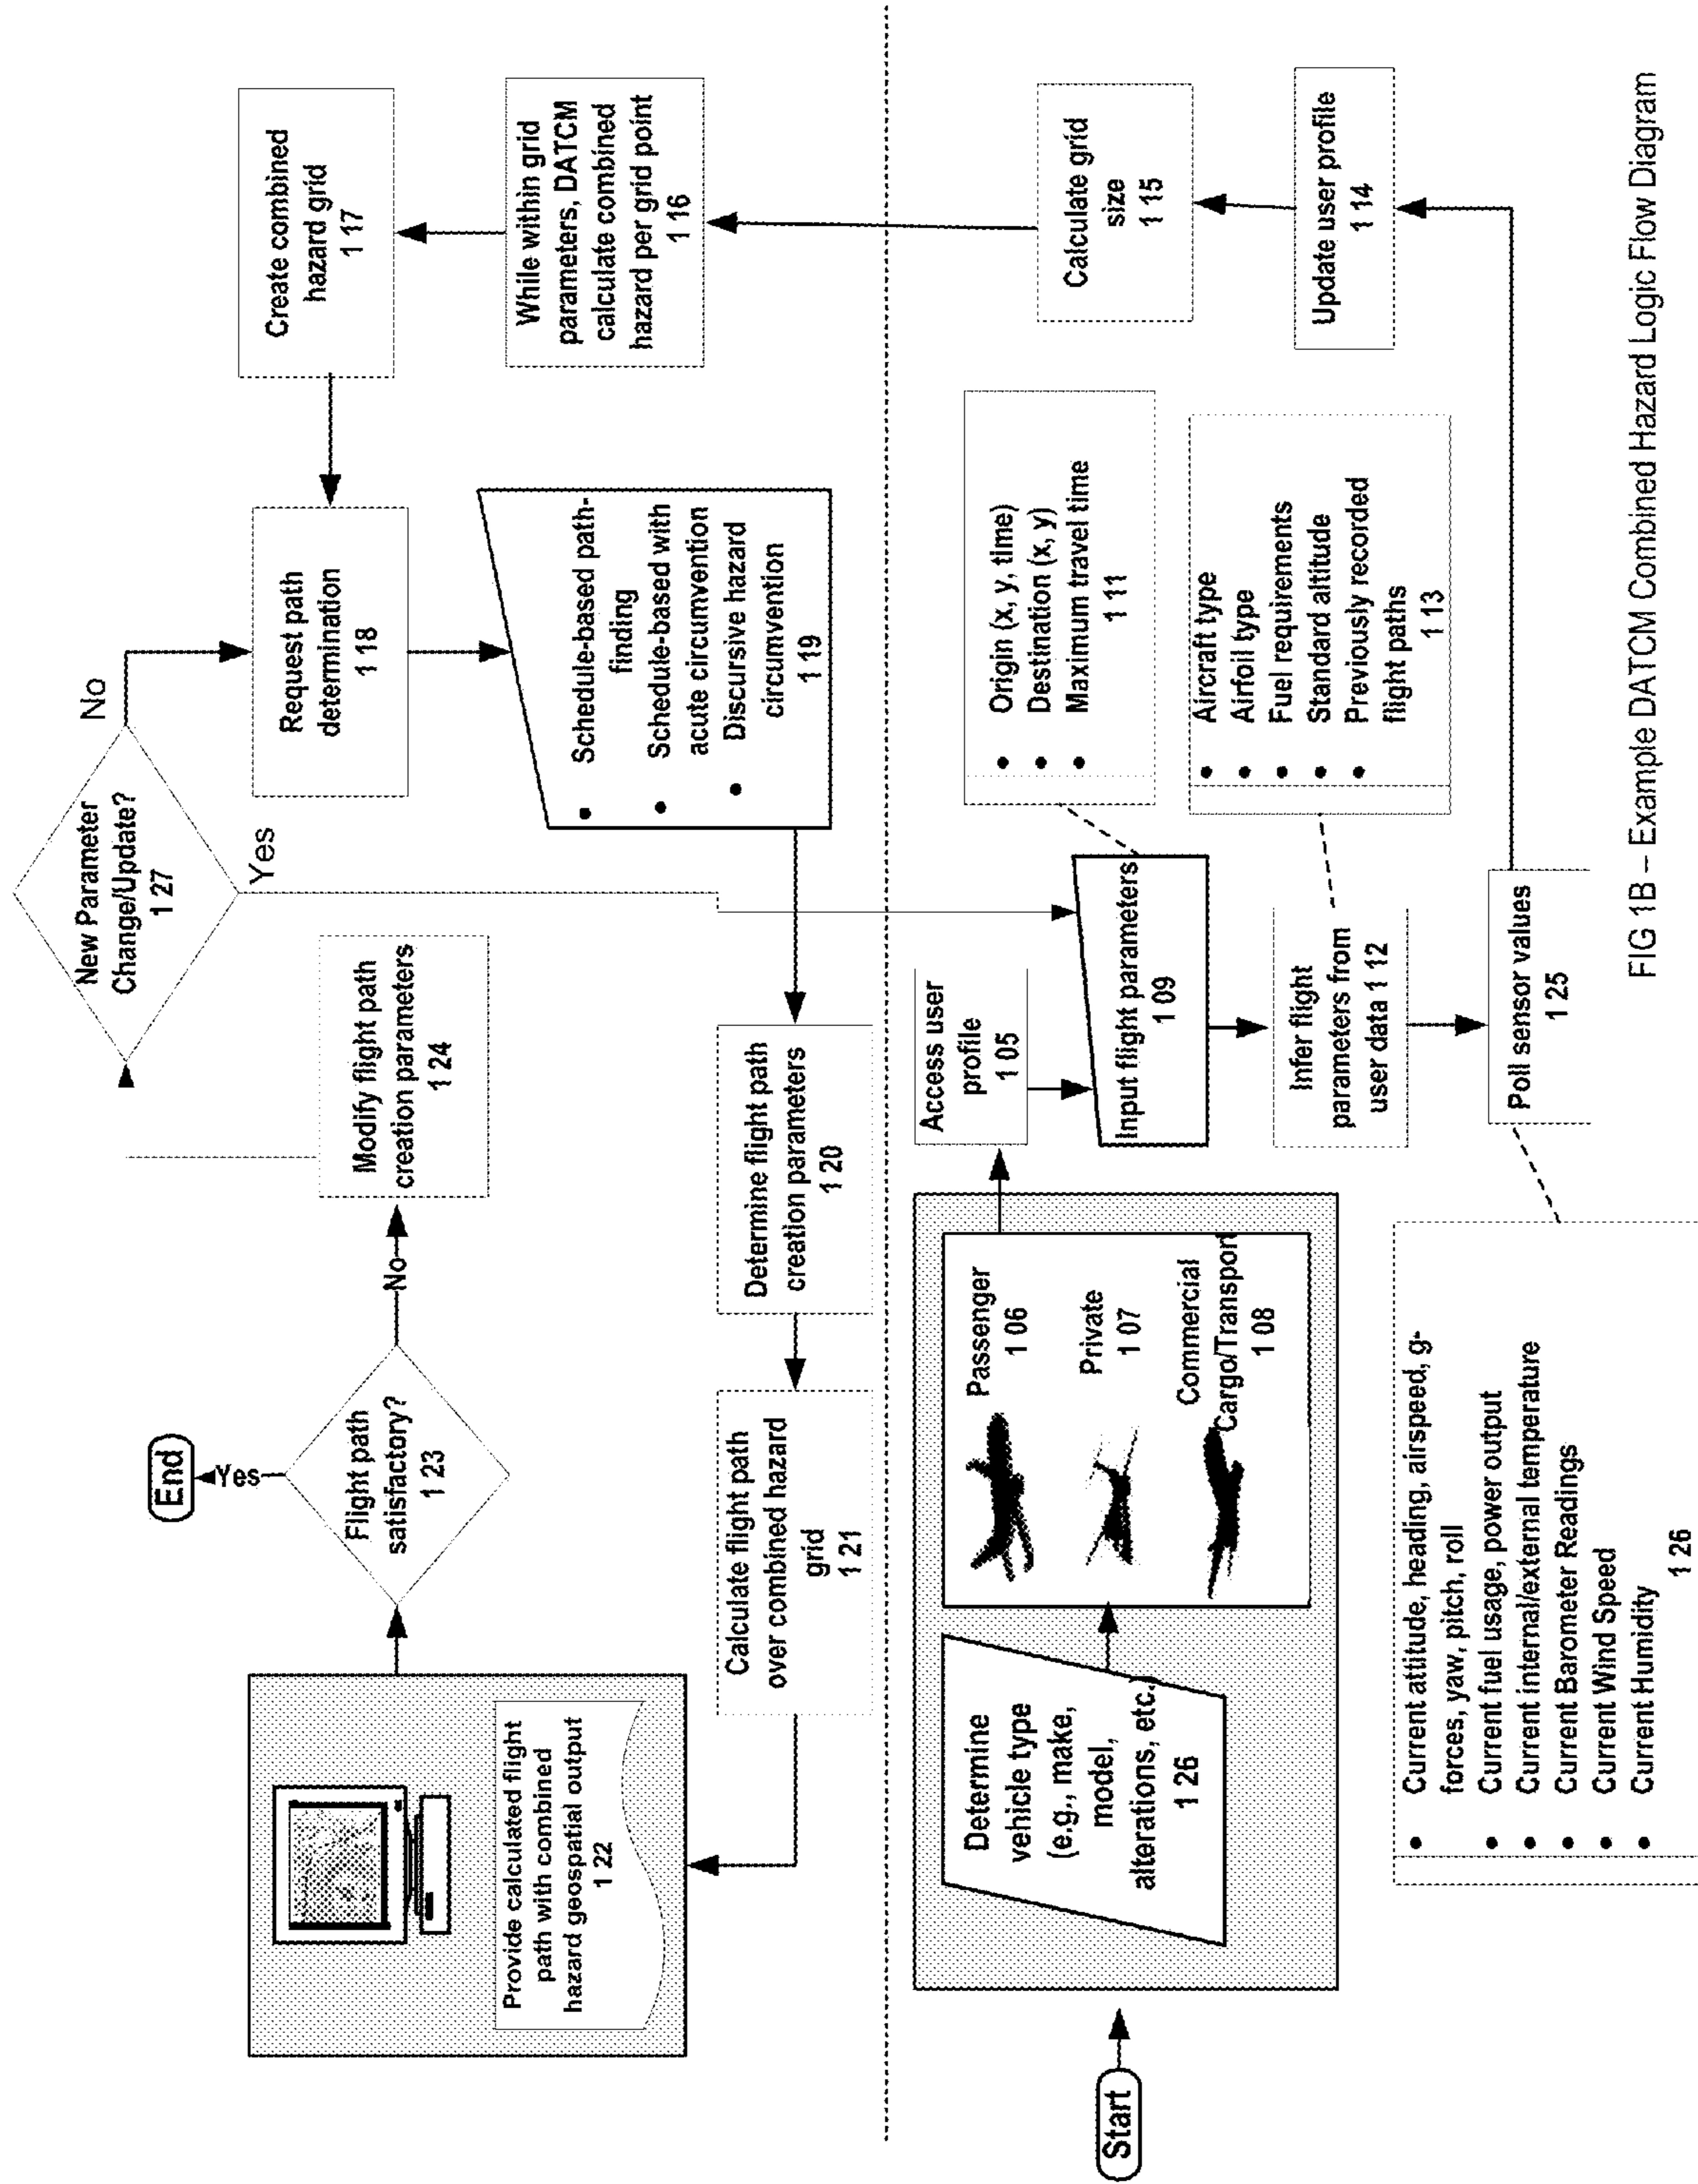 Start
Determine
vehicle type
(e.g., make,
model,
alterations, etc.
1 26
Passenger
1 06
Private
1 07
Commercial
Cargo/Transport
1 08
Access user
profile
1 05
Input flight parameters
1 09
• Origin (x, y, time)
• Destination (x, y)
• Maximum travel time
1 11
Infer flight
parameters from
user data 1 12
• Aircraft type
• Airfoil type
• Fuel requirements
• Standard altitude
• Previously recorded
flight paths
1 13
Poll sensor values
1 25
• Current attitude, heading, airspeed, g-
forces, yaw, pitch, roll
• Current fuel usage, power output
• Current internal/external temperature
• Current Barometer Readings
• Current Wind Speed
• Current Humidity
1 26
Update user profile
1 14
Calculate grid
size
1 15
While within grid
parameters, DATCM
calculate combined
hazard per grid point
1 16
Create combined
hazard grid
1 17
Request path
determination
1 18
• Schedule-based path-
finding
• Schedule-based with
acute circumvention
• Discursive hazard
circumvention
1 19
Determine flight path
creation parameters
1 20
Calculate flight path
over combined hazard
grid
1 21
Provide calculated flight
path with combined
hazard geospatial output
1 22
Flight path
satisfactory?
1 23
Yes
End
No
Modify flight path
creation parameters
1 24
New Parameter
Change/Update?
1 27
No
Yes
FIG 1B – Example DATCM Combined Hazard Logic Flow Diagram